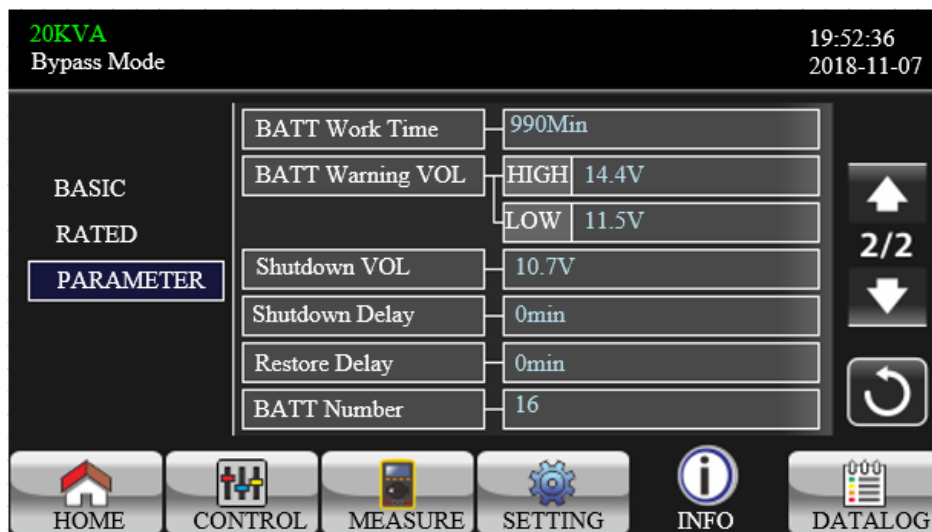 20KVA
Bypass Mode
19:52:36
2018-11-07
BASIC
RATED
PARAMETER
BATT Work Time 990Min
BATT Warning VOL HIGH 14.4V
LOW 11.5V
Shutdown VOL 10.7V
Shutdown Delay 0min
Restore Delay 0min
BATT Number 16
2/2
HOME CONTROL MEASURE SETTING INFO DATALOG